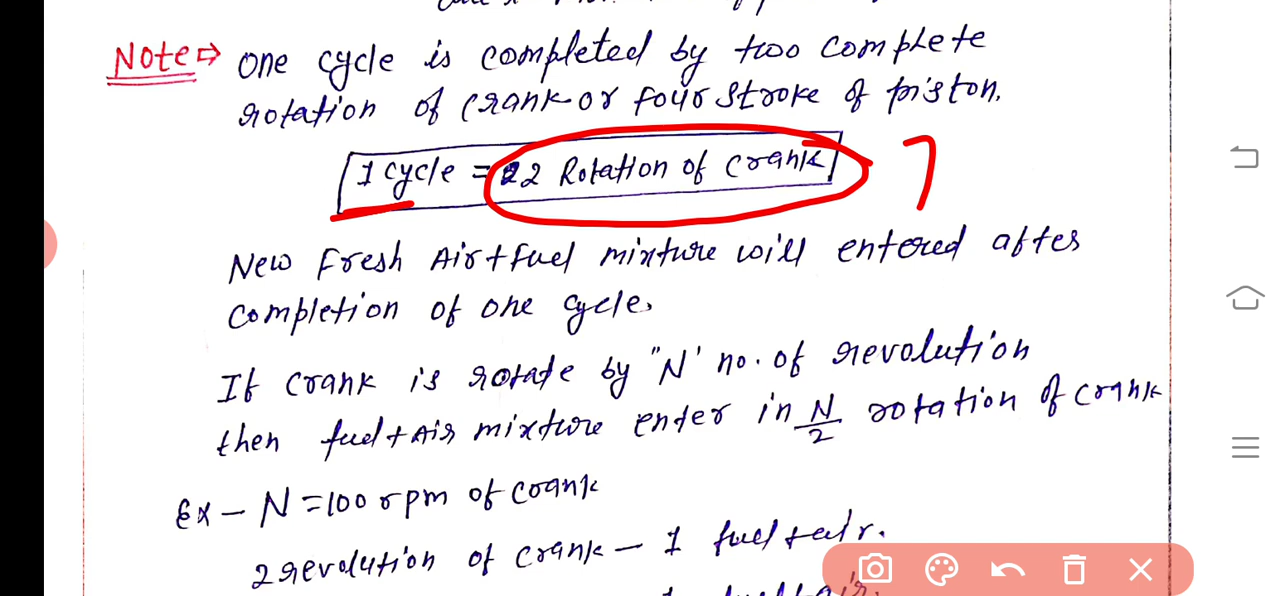 Note ⇒ One cycle is completed by two complete
rotation of crank or four stroke of piston.
1 cycle = 2 Rotation of crank
New Fresh Air + fuel mixture will entered after
completion of one cycle.
If crank is rotate by "N' no. of revolution
then fuel + Air mixture enter in N/2 rotation of crank
Ex - N = 100 rpm of crank
2 revolution of crank - 1 fuel + air.